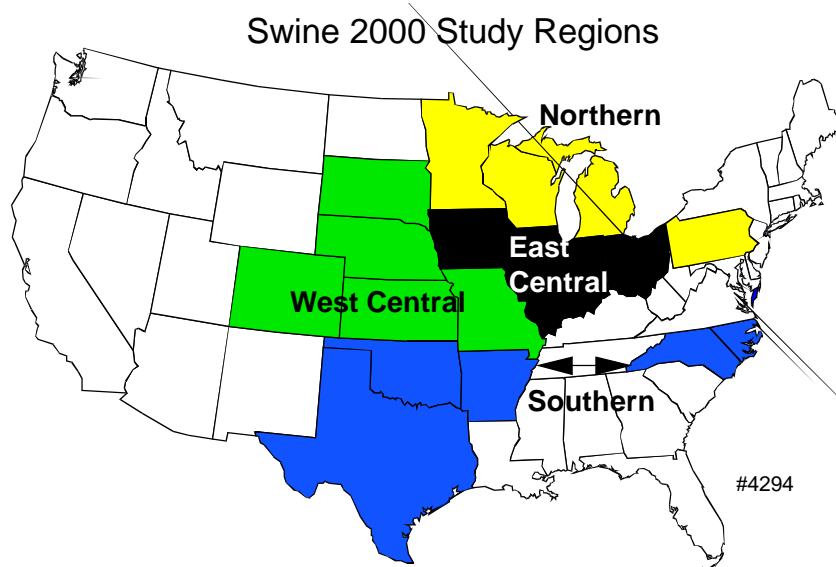 Swine 2000 Study Regions
Northern
East
Central
West Central
Southern
#4294